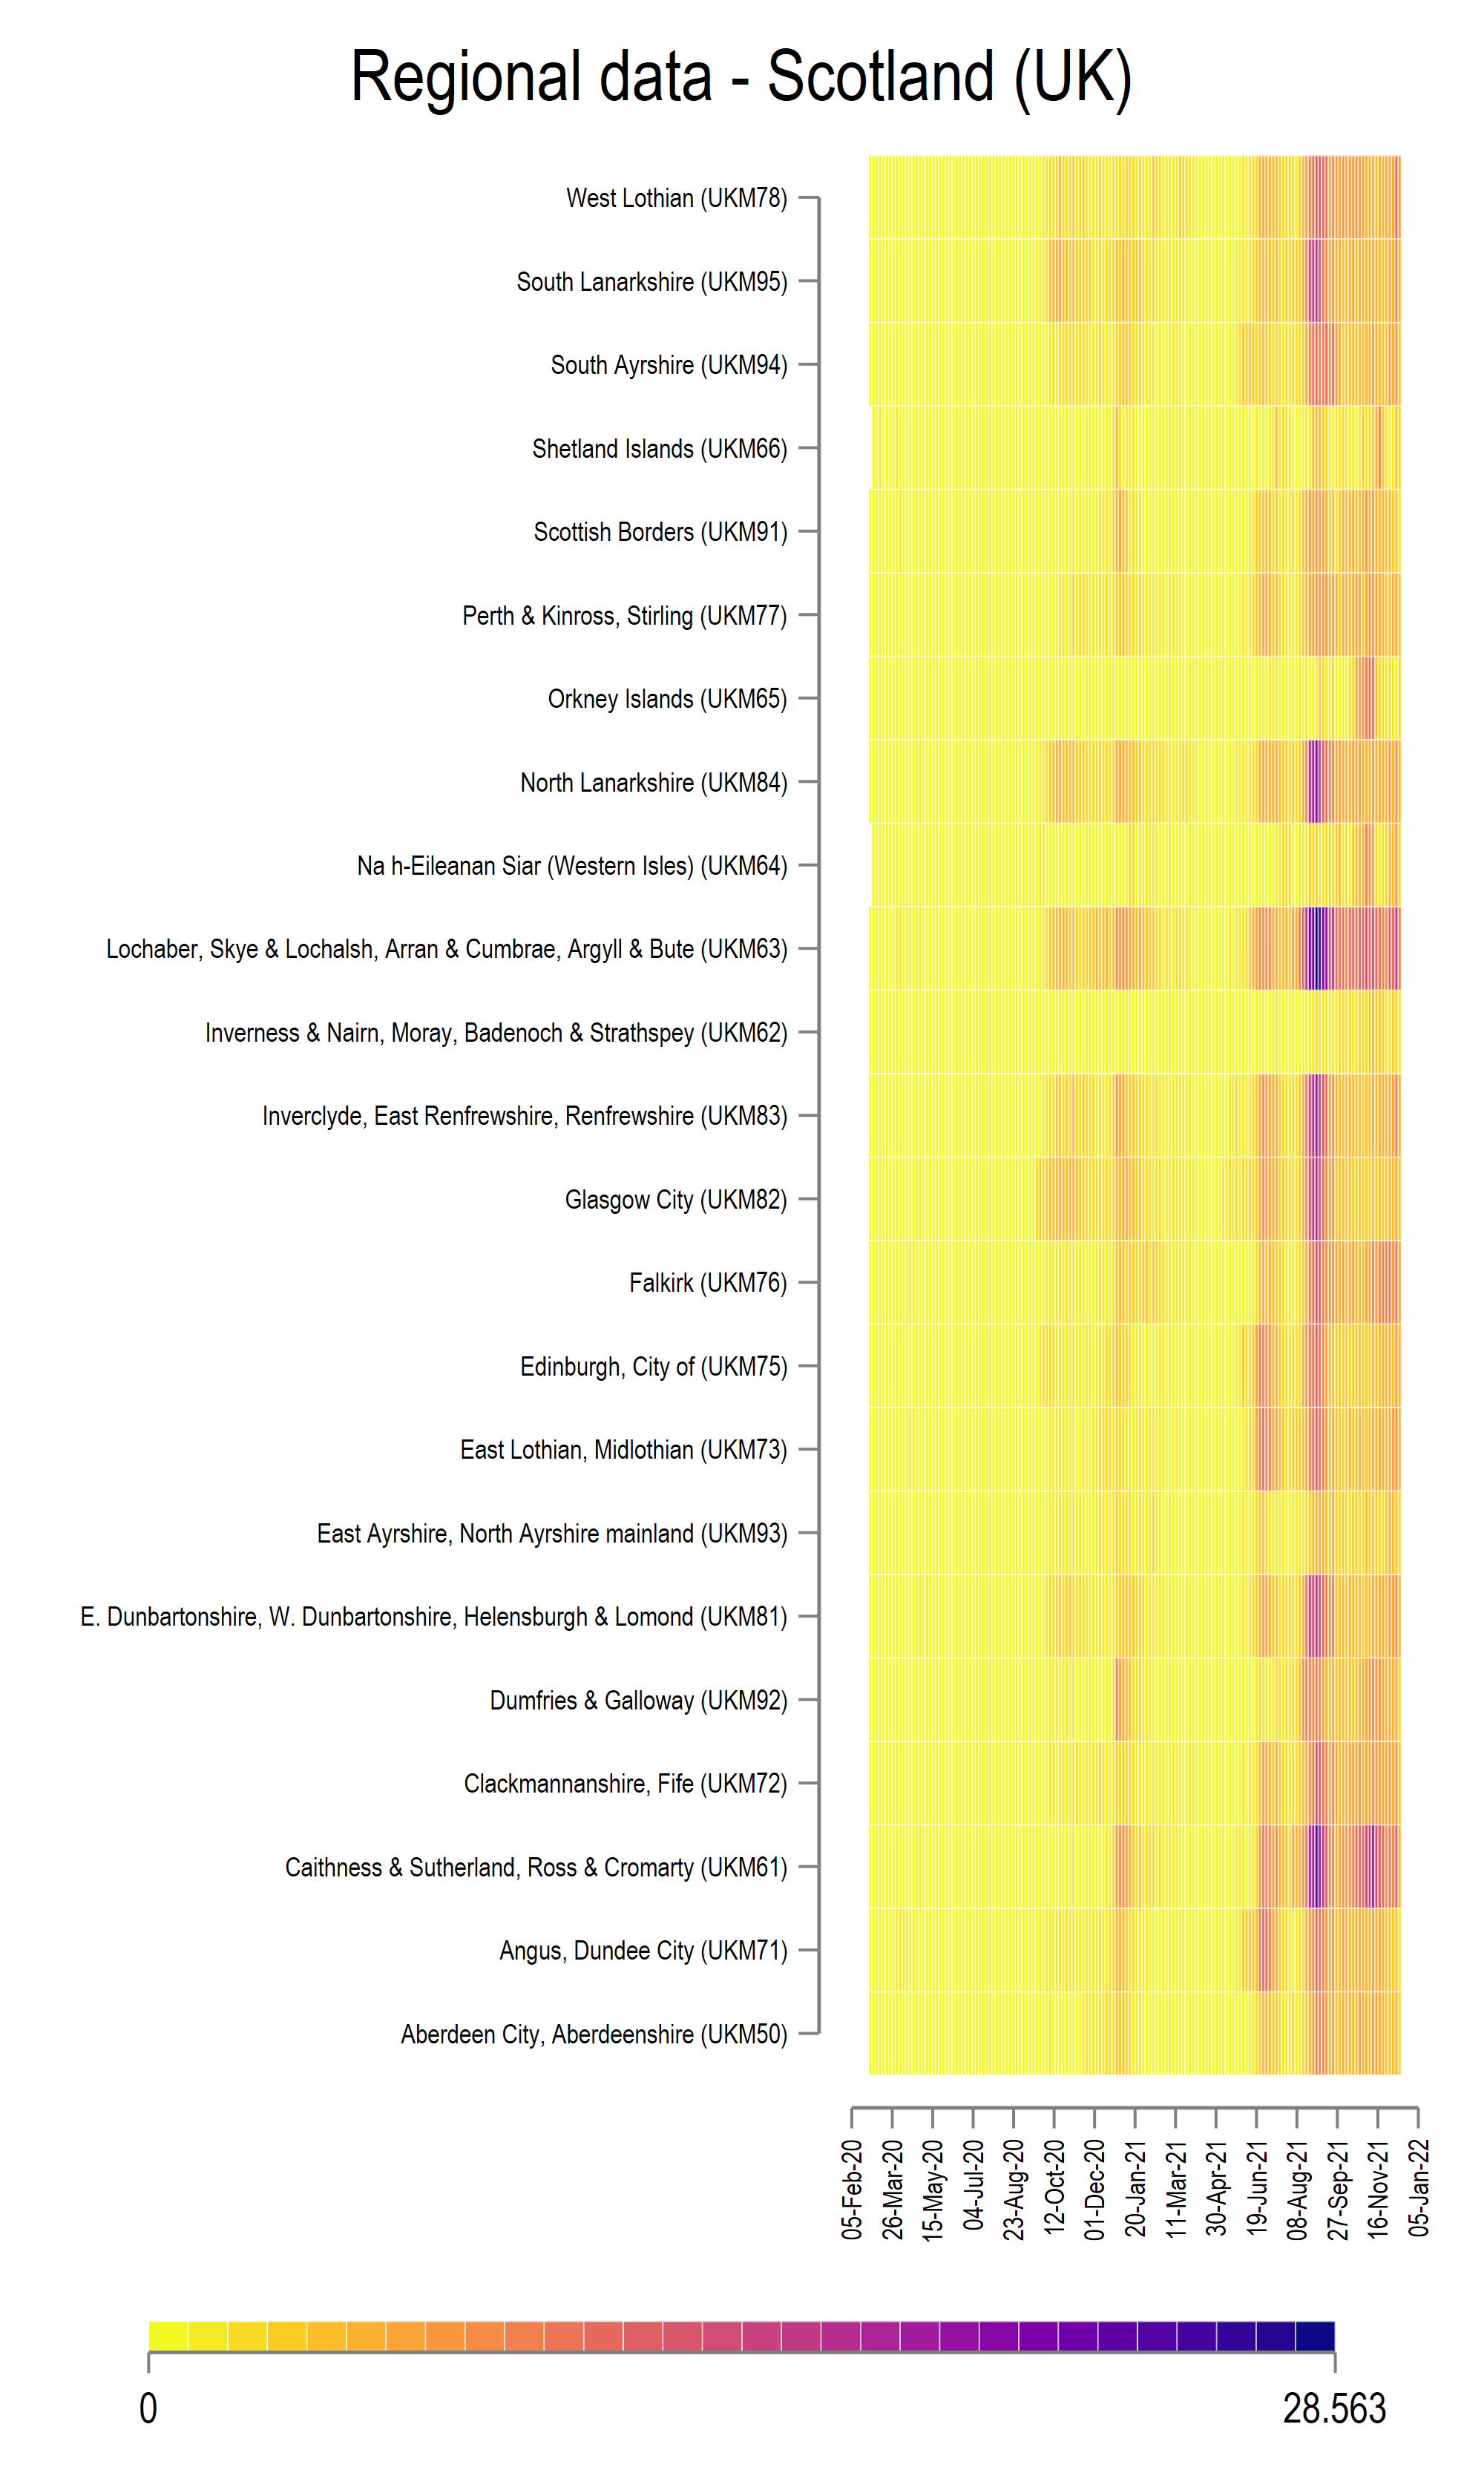 Regional data - Scotland (UK)
West Lothian (UKM78)
South Lanarkshire (UKM95)
South Ayrshire (UKM94)
Shetland Islands (UKM66)
Scottish Borders (UKM91)
Perth & Kinross, Stirling (UKM77)
Orkney Islands (UKM65)
North Lanarkshire (UKM84)
Na h-Eileanan Siar (Western Isles) (UKM64)
Lochaber, Skye & Lochalsh, Arran & Cumbrae, Argyll & Bute (UKM63)
Inverness & Nairn, Moray, Badenoch & Strathspey (UKM62)
Inverclyde, East Renfrewshire, Renfrewshire (UKM83)
Glasgow City (UKM82)
Falkirk (UKM76)
Edinburgh, City of (UKM75)
East Lothian, Midlothian (UKM73)
East Ayrshire, North Ayrshire mainland (UKM93)
E. Dunbartonshire, W. Dunbartonshire, Helensburgh & Lomond (UKM81)
Dumfries & Galloway (UKM92)
Clackmannanshire, Fife (UKM72)
Caithness & Sutherland, Ross & Cromarty (UKM61)
Angus, Dundee City (UKM71)
Aberdeen City, Aberdeenshire (UKM50)
05-Feb-20
26-Mar-20
15-May-20
04-Jul-20
23-Aug-20
12-Oct-20
01-Dec-20
20-Jan-21
11-Mar-21
30-Apr-21
19-Jun-21
08-Aug-21
27-Sep-21
16-Nov-21
05-Jan-22
0
28.563